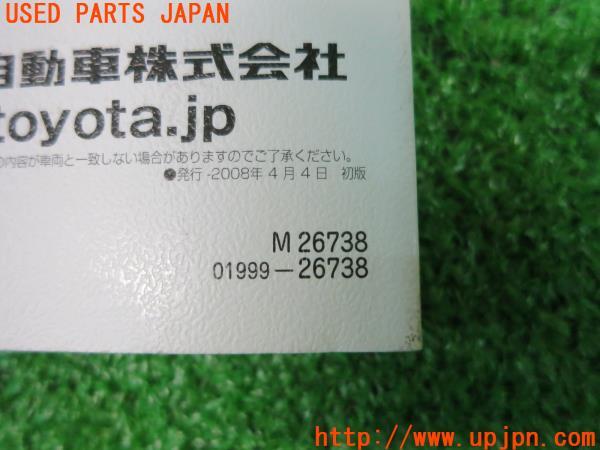 USED PARTS JAPAN
自動車株式会社
toyota.jp
の内容が車両と一致しない場合がありますのでご了承ください。
●発行-2008年4月4日 初版
M 26738
01999-26738
http://www.upjpn.com